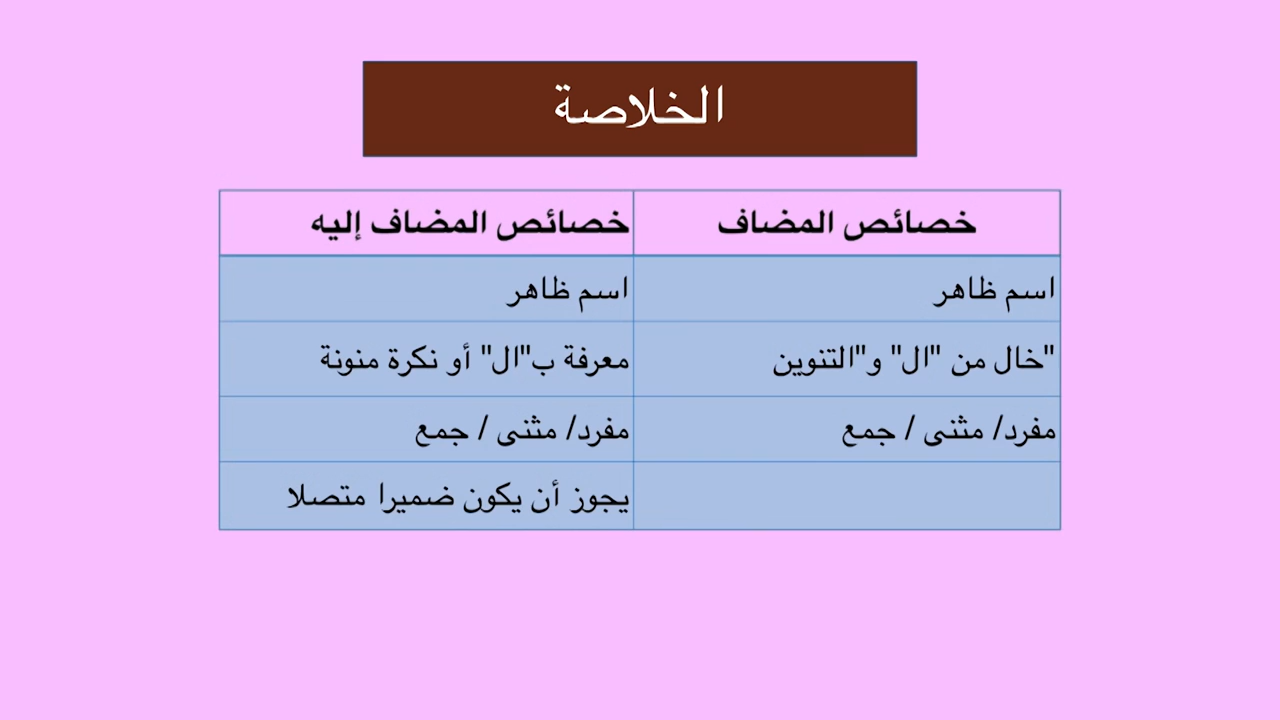 الخلاصة
خصائص المضاف	خصائص المضاف إليه
اسم ظاهر	اسم ظاهر
"خال من "ال" و"التنوين	معرفة ب"ال" أو نكرة منونة
مفرد/ مثنى / جمع	مفرد/ مثنى / جمع
يجوز أن يكون ضميرا متصلا